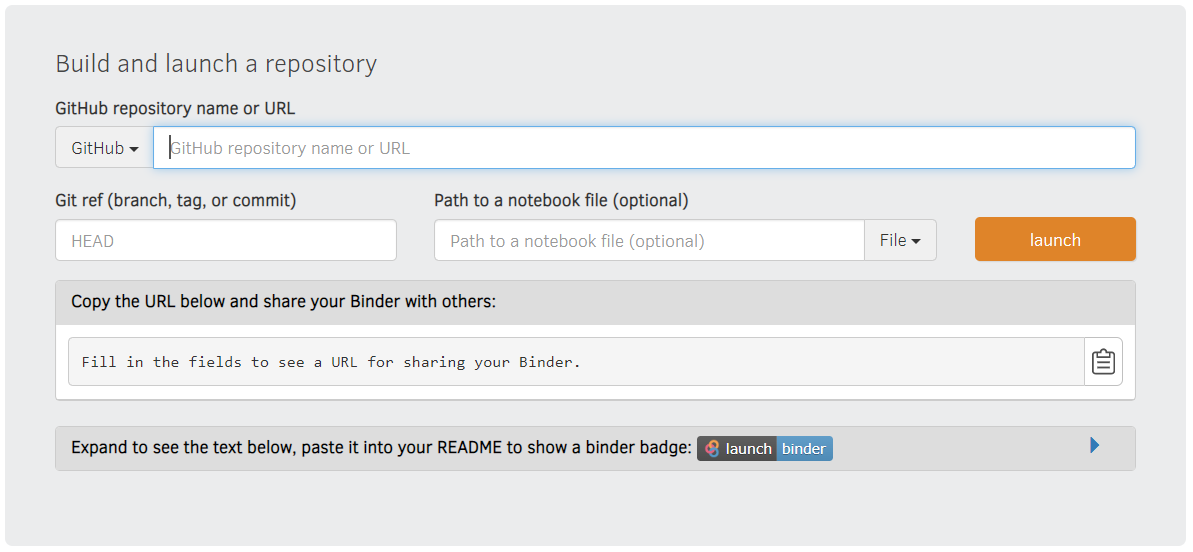 Build and launch a repository
GitHub repository name or URL
GitHub GitHub repository name or URL
Git ref (branch, tag, or commit) Path to a notebook file (optional)
HEAD Path to a notebook file (optional) File launch
Copy the URL below and share your Binder with others:
Fill in the fields to see a URL for sharing your Binder.
Expand to see the text below, paste it into your README to show a binder badge: launch binder